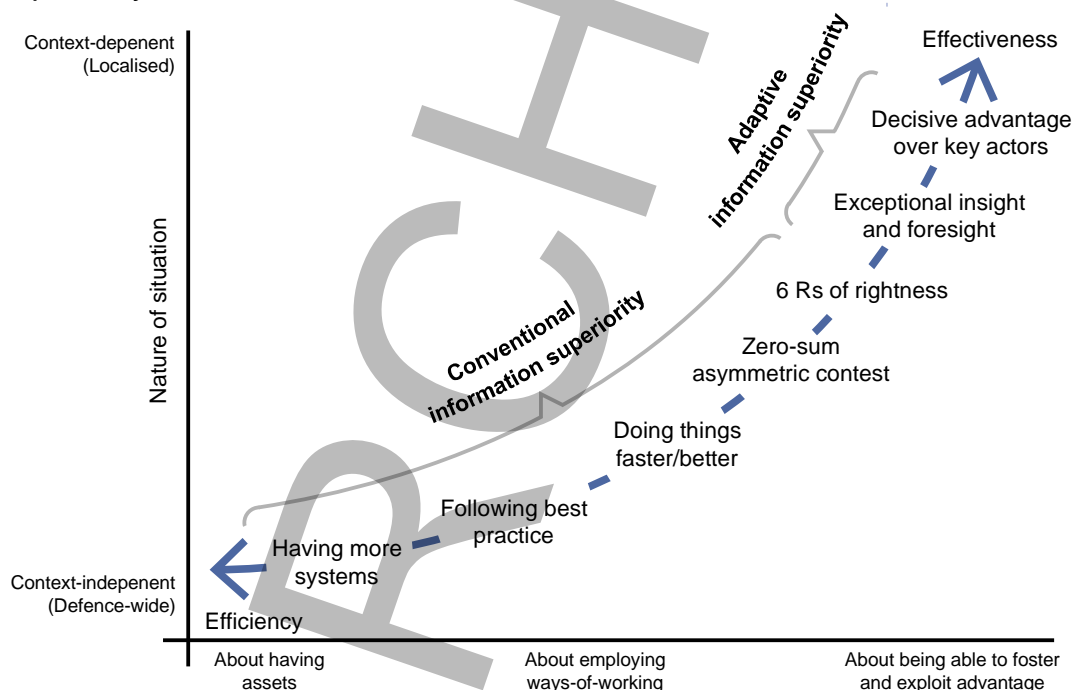 Context-depenent
(Localised)
Effectiveness
Adaptive
information superiority
Decisive advantage
over key actors
Exceptional insight
and foresight
Nature of situation
6 Rs of rightness
Conventional
information superiority
Zero-sum
asymmetric contest
Doing things
faster/better
Following best
practice
Having more
systems
Context-indepenent
(Defence-wide)
Efficiency
About having
assets
About employing
ways-of-working
About being able to foster
and exploit advantage
RCH